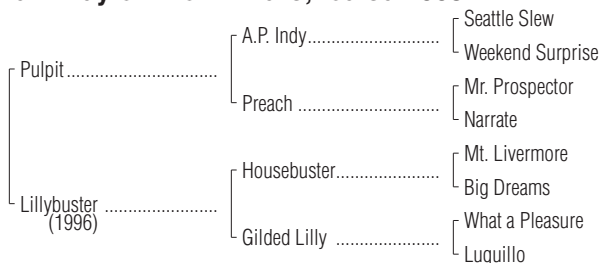 Seattle Slew
A.P. Indy..............................
Weekend Surprise
Pulpit..................................
Mr. Prospector
Preach ................................
Narrate
Mt. Livermore
Housebuster.......................
Big Dreams
Lillybuster .........................
(1996)
What a Pleasure
Gilded Lilly .......................
Luquillo